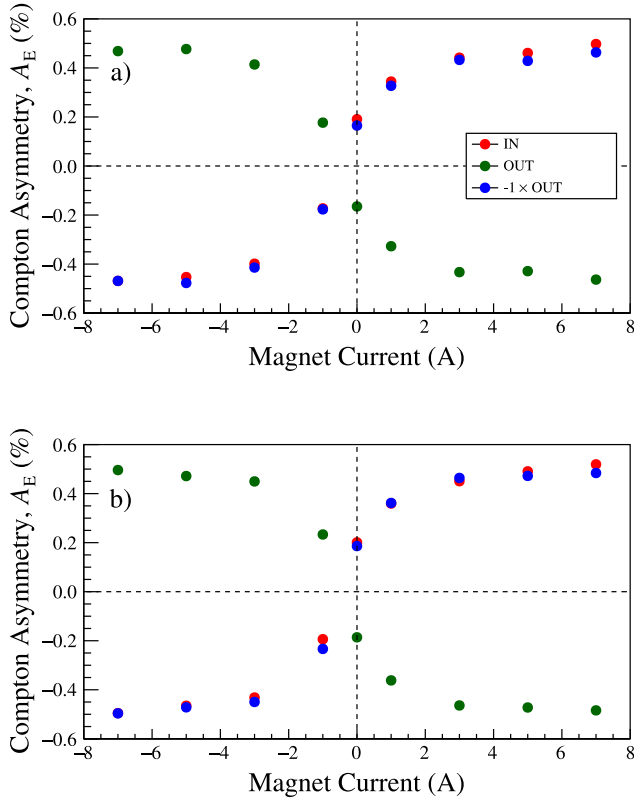 Compton Asymmetry, A_E (%)
0.6
0.4
0.2
0.0
−0.2
−0.4
−0.6
a)
IN
OUT
-1 × OUT
−8 −6 −4 −2 0 2 4 6 8
Magnet Current (A)
Compton Asymmetry, A_E (%)
0.6
0.4
0.2
0.0
−0.2
−0.4
−0.6
b)
−8 −6 −4 −2 0 2 4 6 8
Magnet Current (A)